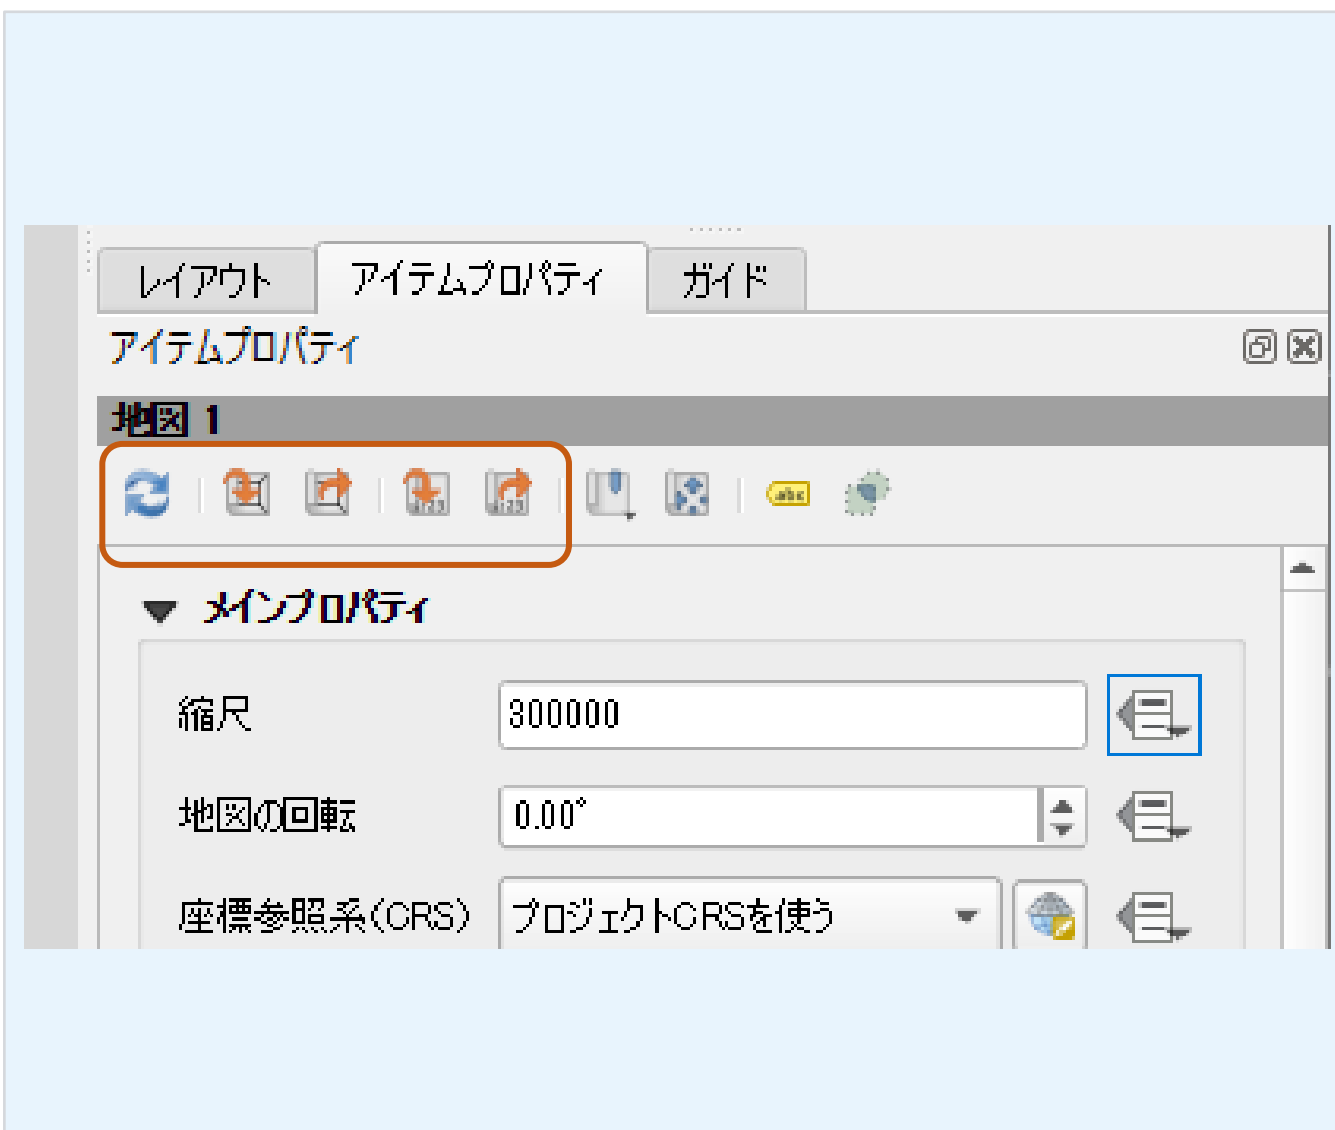 レイアウト アイテムプロパティ ガイド
アイテムプロパティ
地図 1
abc
メインプロパティ
縮尺 300000
地図の回転 0.00°
座標参照系(CRS) プロジェクトCRSを使う